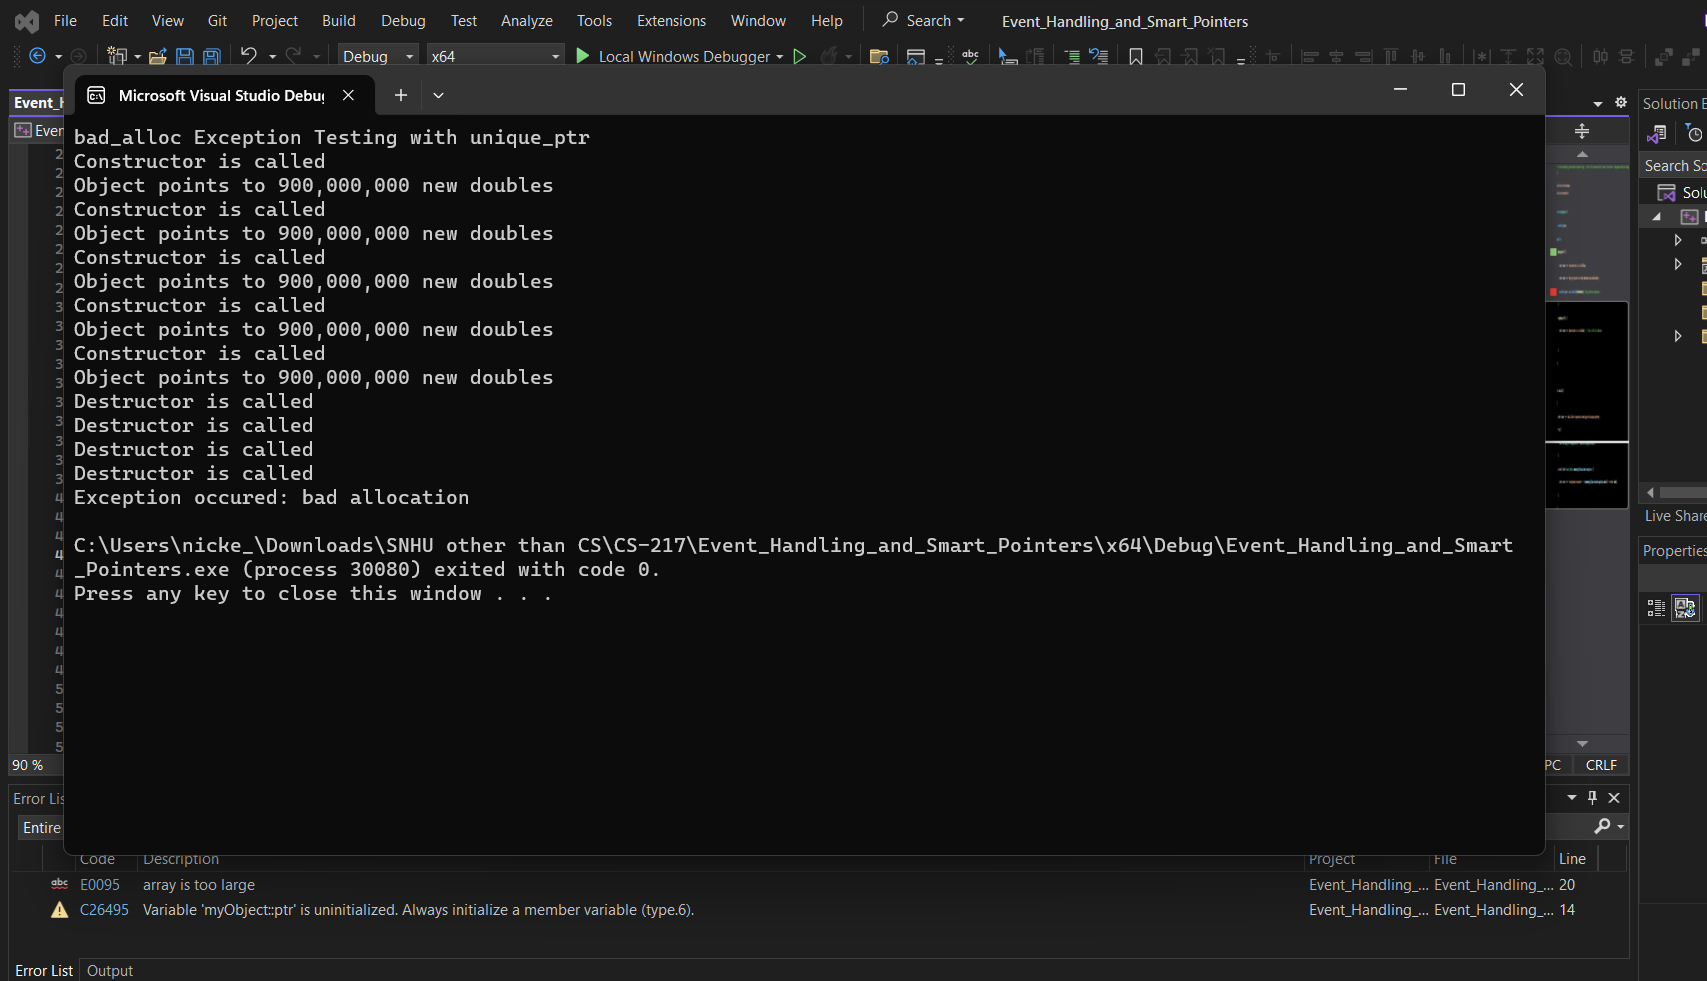 File Edit View Git Project Build Debug Test Analyze Tools Extensions Window Help Search Event_Handling_and_Smart_Pointers
Debug x64 Local Windows Debugger
Microsoft Visual Studio
Solution
bad_alloc Exception Testing with unique_ptr
Constructor is called
Object points to 900,000,000 new doubles
Constructor is called
Object points to 900,000,000 new doubles
Constructor is called
Object points to 900,000,000 new doubles
Constructor is called
Object points to 900,000,000 new doubles
Constructor is called
Object points to 900,000,000 new doubles
Destructor is called
Destructor is called
Destructor is called
Destructor is called
Exception occured: bad allocation
C:\Users\nicke_\Downloads\SNHU other than CS\CS-217\Event_Handling_and_Smart_Pointers\x64\Debug\Event_Handling_and_Smart
_Pointers.exe (process 30080) exited with code 0.
Press any key to close this window . . .
Search
Live Share
Properties
90 %
PC CRLF
Entire
Code Description Project File Line
abc E0095 array is too large Event_Handling_... Event_Handling_... 20
C26495 Variable 'myObject::ptr' is uninitialized. Always initialize a member variable (type.6). Event_Handling_... Event_Handling_... 14
Error List Output